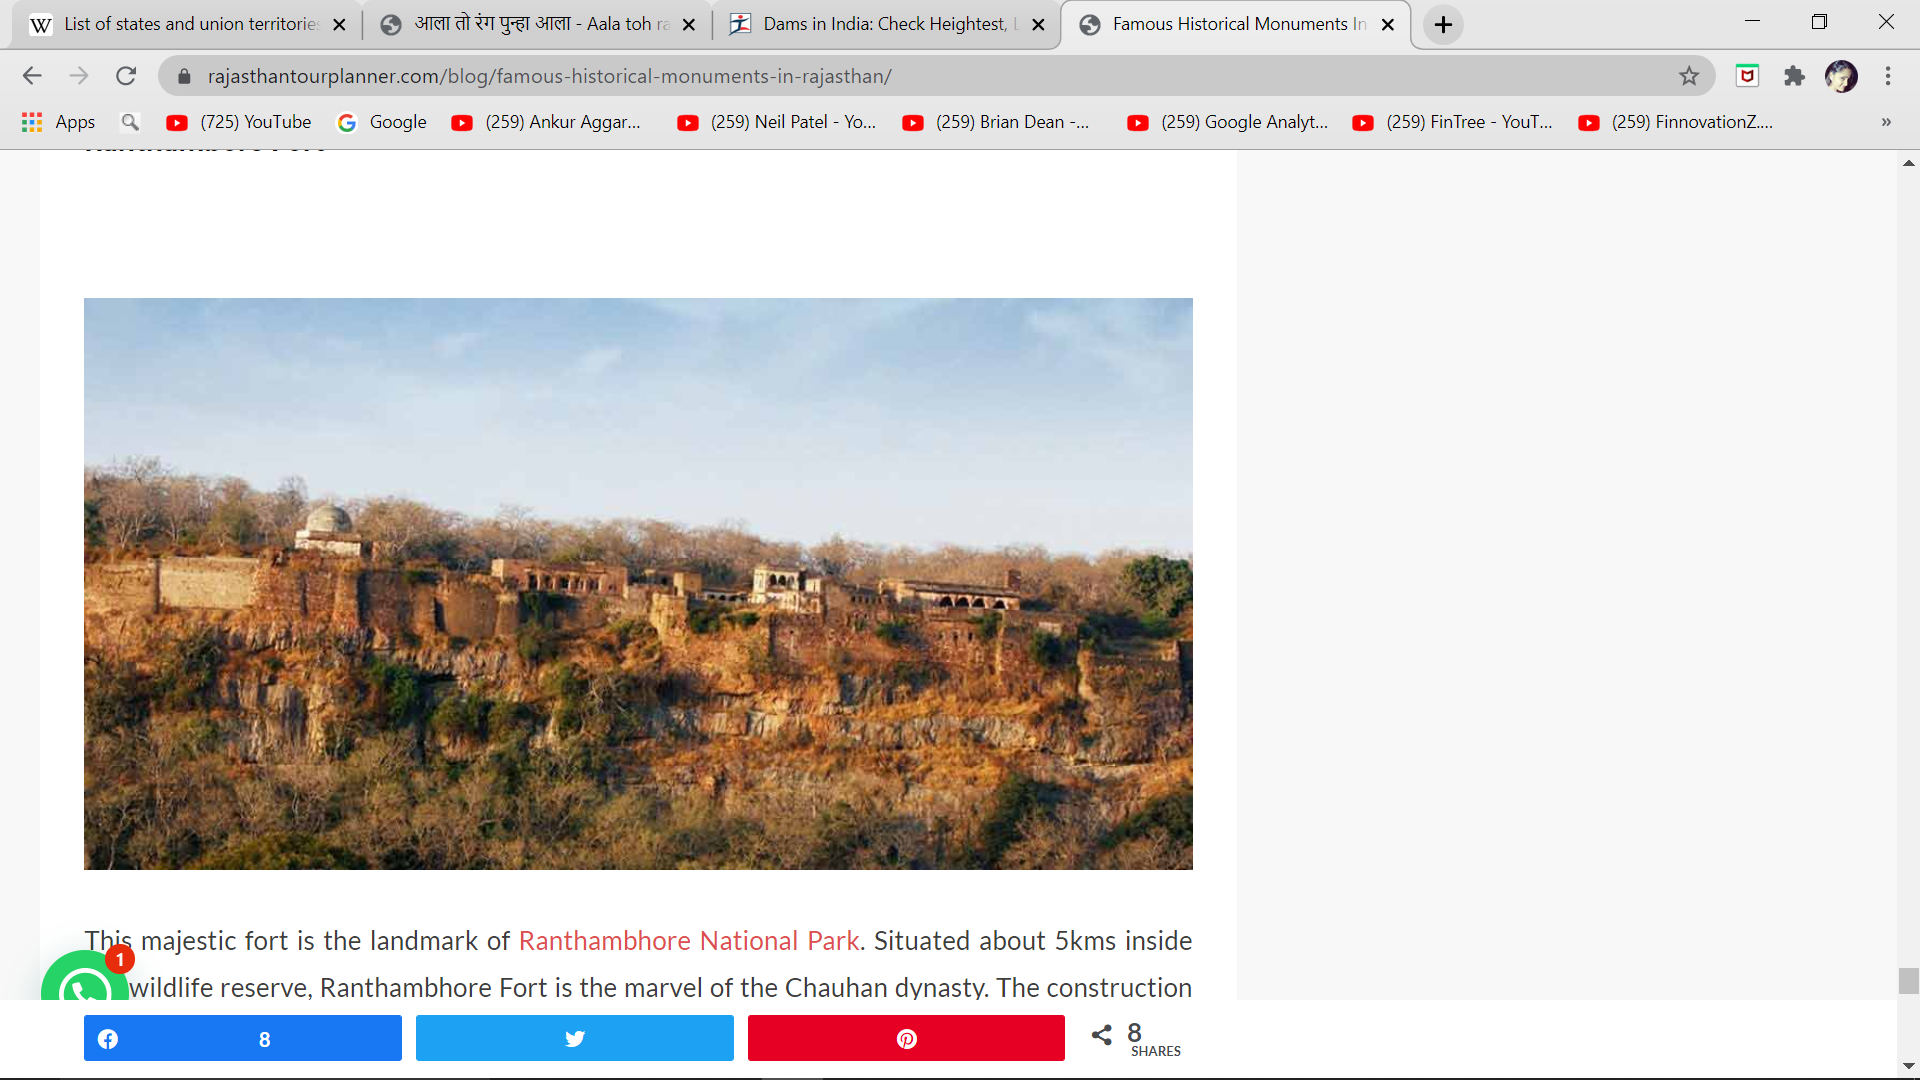 List of states and union territories
आला तो रंग पुन्हा आला - Aala toh ra
Dams in India: Check Heightest, L
Famous Historical Monuments In
rajasthantourplanner.com/blog/famous-historical-monuments-in-rajasthan/
Apps
(725) YouTube
Google
(259) Ankur Aggar...
(259) Neil Patel - Yo...
(259) Brian Dean -...
(259) Google Analyt...
(259) FinTree - YouT...
(259) FinnovationZ....
»
This majestic fort is the landmark of Ranthambhore National Park. Situated about 5kms inside
wildlife reserve, Ranthambhore Fort is the marvel of the Chauhan dynasty. The construction
1
8
8
SHARES